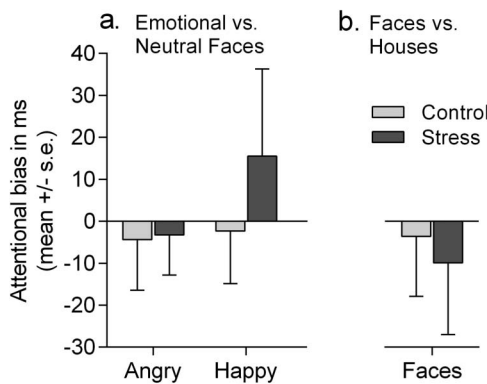 a. Emotional vs.
Neutral Faces
b. Faces vs.
Houses
Control
Stress
Attentional bias in ms
(mean +/- s.e.)
40
30
20
10
0
-10
-20
-30
Angry Happy
Faces